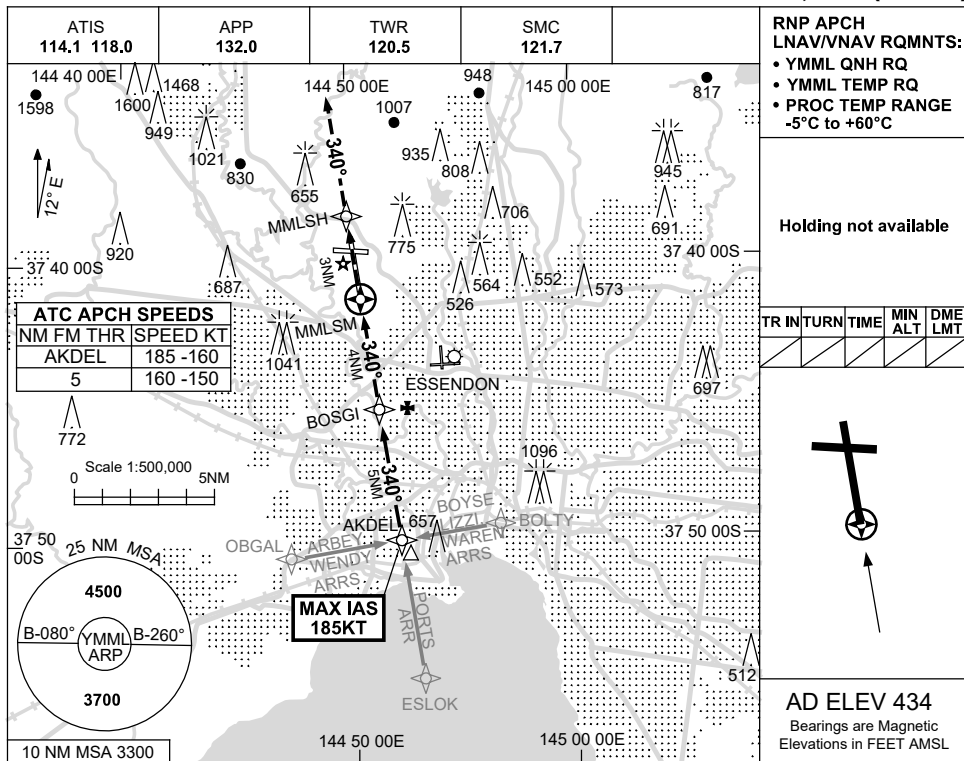 ATIS
114.1 118.0
APP
132.0
TWR
120.5
SMC
121.7
RNP APCH
LNAV/VNAV RQMNTS:
• YMML QNH RQ
• YMML TEMP RQ
• PROC TEMP RANGE
-5°C to +60°C
Holding not available
TR IN
TURN
TIME
MIN
ALT
DME
LMT
144 40 00E
144 50 00E
948
145 00 00E
817
1598
1600
1468
949
1021
830
655
1007
935
808
945
12° E
340°
MMLSH
775
706
691
920
687
37 40 00S
37 40
00S
3NM
564
526
552
573
ATC APCH SPEEDS
NM FM THR
SPEED KT
AKDEL
185 -160
5
160 -150
1041
MMLSM
340°
4NM
ESSENDON
697
BOSGI
772
Scale 1:500,000
0
5NM
340°
5NM
1096
AKDEL
657
BOYSE
IZZI
WAREN
ARRS
BOLTY
37 50 00S
37 50
00S
OBGAL
ARBEY
WENDY
ARRS
25 NM MSA
4500
B-080°
YMML
ARP
B-260°
3700
10 NM MSA 3300
MAX IAS
185KT
PORTS
ARR
ESLOK
512
144 50 00E
145 00 00E
AD ELEV 434
Bearings are Magnetic
Elevations in FEET AMSL